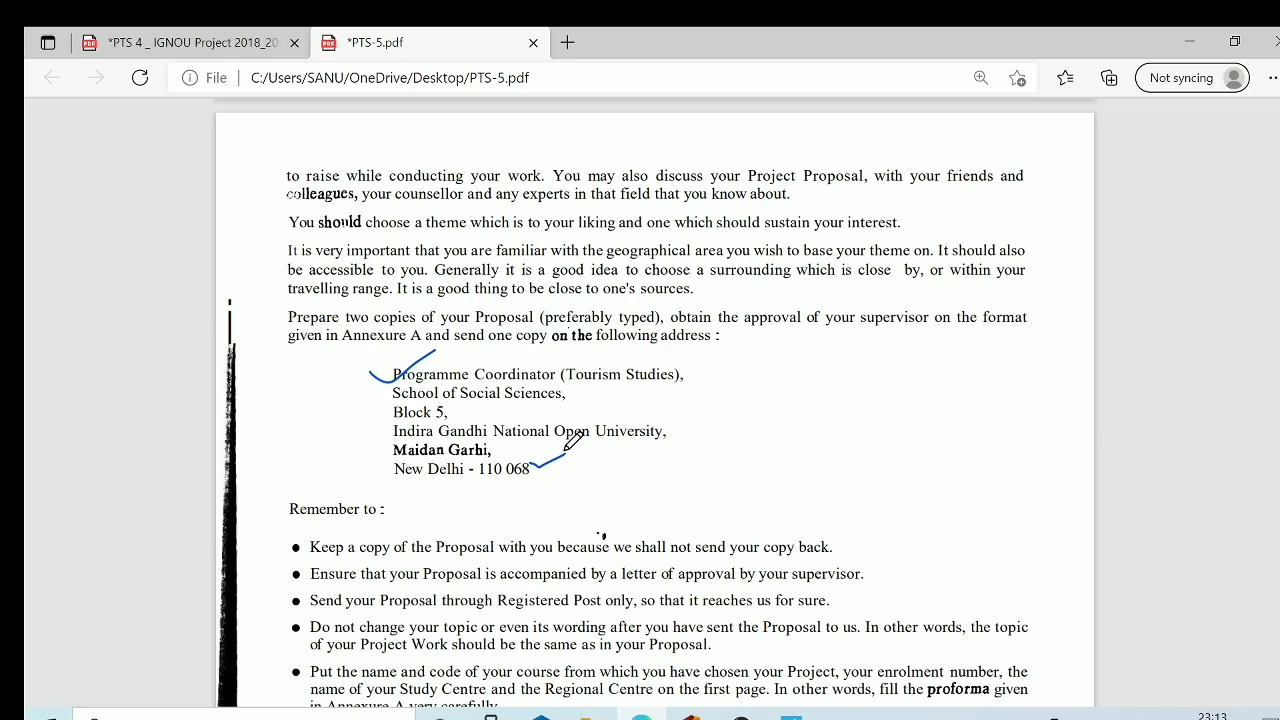 *PTS 4 _ IGNOU Project 2018_20
*PTS-5.pdf
File
C:/Users/SANU/OneDrive/Desktop/PTS-5.pdf
Not syncing
to raise while conducting your work. You may also discuss your Project Proposal, with your friends and
colleagues, your counsellor and any experts in that field that you know about.
You should choose a theme which is to your liking and one which should sustain your interest.
It is very important that you are familiar with the geographical area you wish to base your theme on. It should also
be accessible to you. Generally it is a good idea to choose a surrounding which is close by, or within your
travelling range. It is a good thing to be close to one's sources.
Prepare two copies of your Proposal (preferably typed), obtain the approval of your supervisor on the format
given in Annexure A and send one copy on the following address :
Programme Coordinator (Tourism Studies),
School of Social Sciences,
Block 5,
Indira Gandhi National Open University,
Maidan Garhi,
New Delhi - 110 068
Remember to :
● Keep a copy of the Proposal with you because we shall not send your copy back.
● Ensure that your Proposal is accompanied by a letter of approval by your supervisor.
● Send your Proposal through Registered Post only, so that it reaches us for sure.
● Do not change your topic or even its wording after you have sent the Proposal to us. In other words, the topic
of your Project Work should be the same as in your Proposal.
● Put the name and code of your course from which you have chosen your Project, your enrolment number, the
name of your Study Centre and the Regional Centre on the first page. In other words, fill the proforma given
in Annexure A very carefully.
23:13